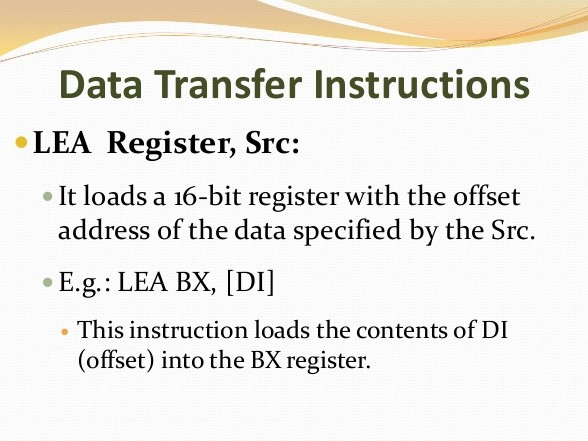 Data Transfer Instructions
LEA Register, Src:
It loads a 16-bit register with the offset
address of the data specified by the Src.
E.g.: LEA BX, [DI]
This instruction loads the contents of DI
(offset) into the BX register.